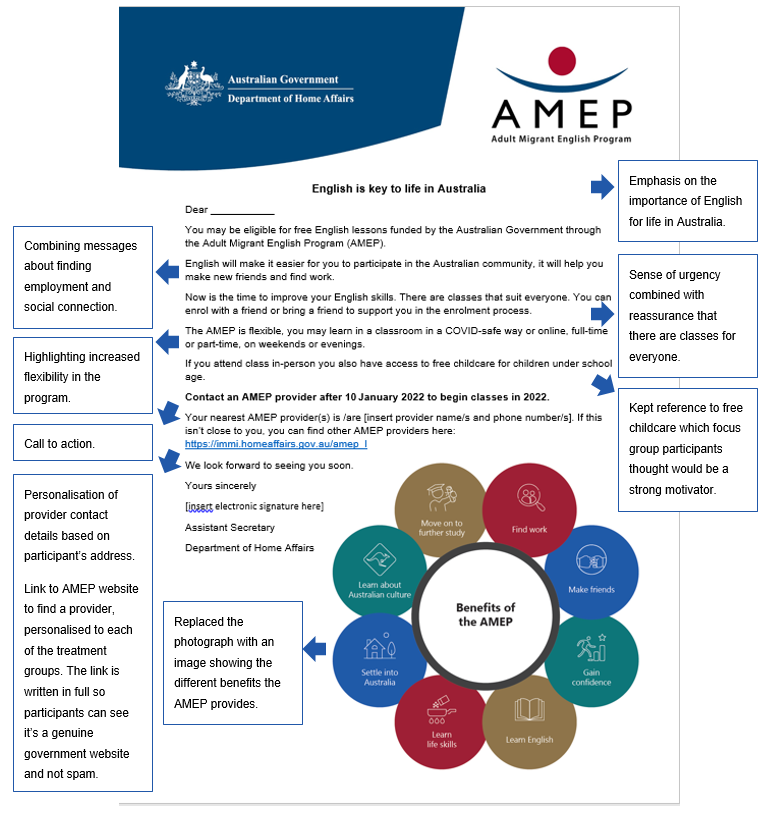 Australian Government
Department of Home Affairs
AMEP
Adult Migrant English Program
English is key to life in Australia
Dear ___________
You may be eligible for free English lessons funded by the Australian Government through
the Adult Migrant English Program (AMEP).
English will make it easier for you to participate in the Australian community, it will help you
make new friends and find work.
Now is the time to improve your English skills. There are classes that suit everyone. You can
enrol with a friend or bring a friend to support you in the enrolment process.
The AMEP is flexible, you may learn in a classroom in a COVID-safe way or online, full-time
or part-time, on weekends or evenings.
If you attend class in-person you also have access to free childcare for children under school
age.
Contact an AMEP provider after 10 January 2022 to begin classes in 2022.
Your nearest AMEP provider(s) is /are [insert provider name/s and phone number/s]. If this
isn't close to you, you can find other AMEP providers here:
https://immi.homeaffairs.gov.au/amep_l
We look forward to seeing you soon.
Yours sincerely
[insert electronic signature here]
Assistant Secretary
Department of Home Affairs
Combining messages
about finding
employment and
social connection.
Highlighting increased
flexibility in the
program.
Call to action.
Personalisation of
provider contact
details based on
participant's address.
Link to AMEP website
to find a provider,
personalised to each
of the treatment
groups. The link is
written in full so
participants can see
it's a genuine
government website
and not spam.
Replaced the
photograph with an
image showing the
different benefits the
AMEP provides.
Emphasis on the
importance of English
for life in Australia.
Sense of urgency
combined with
reassurance that
there are classes for
everyone.
Kept reference to free
childcare which focus
group participants
thought would be a
strong motivator.
Benefits of
the AMEP
Move on to
further study
Find work
Make friends
Gain
confidence
Learn English
Learn
life skills
Settle into
Australia
Learn about
Australian culture